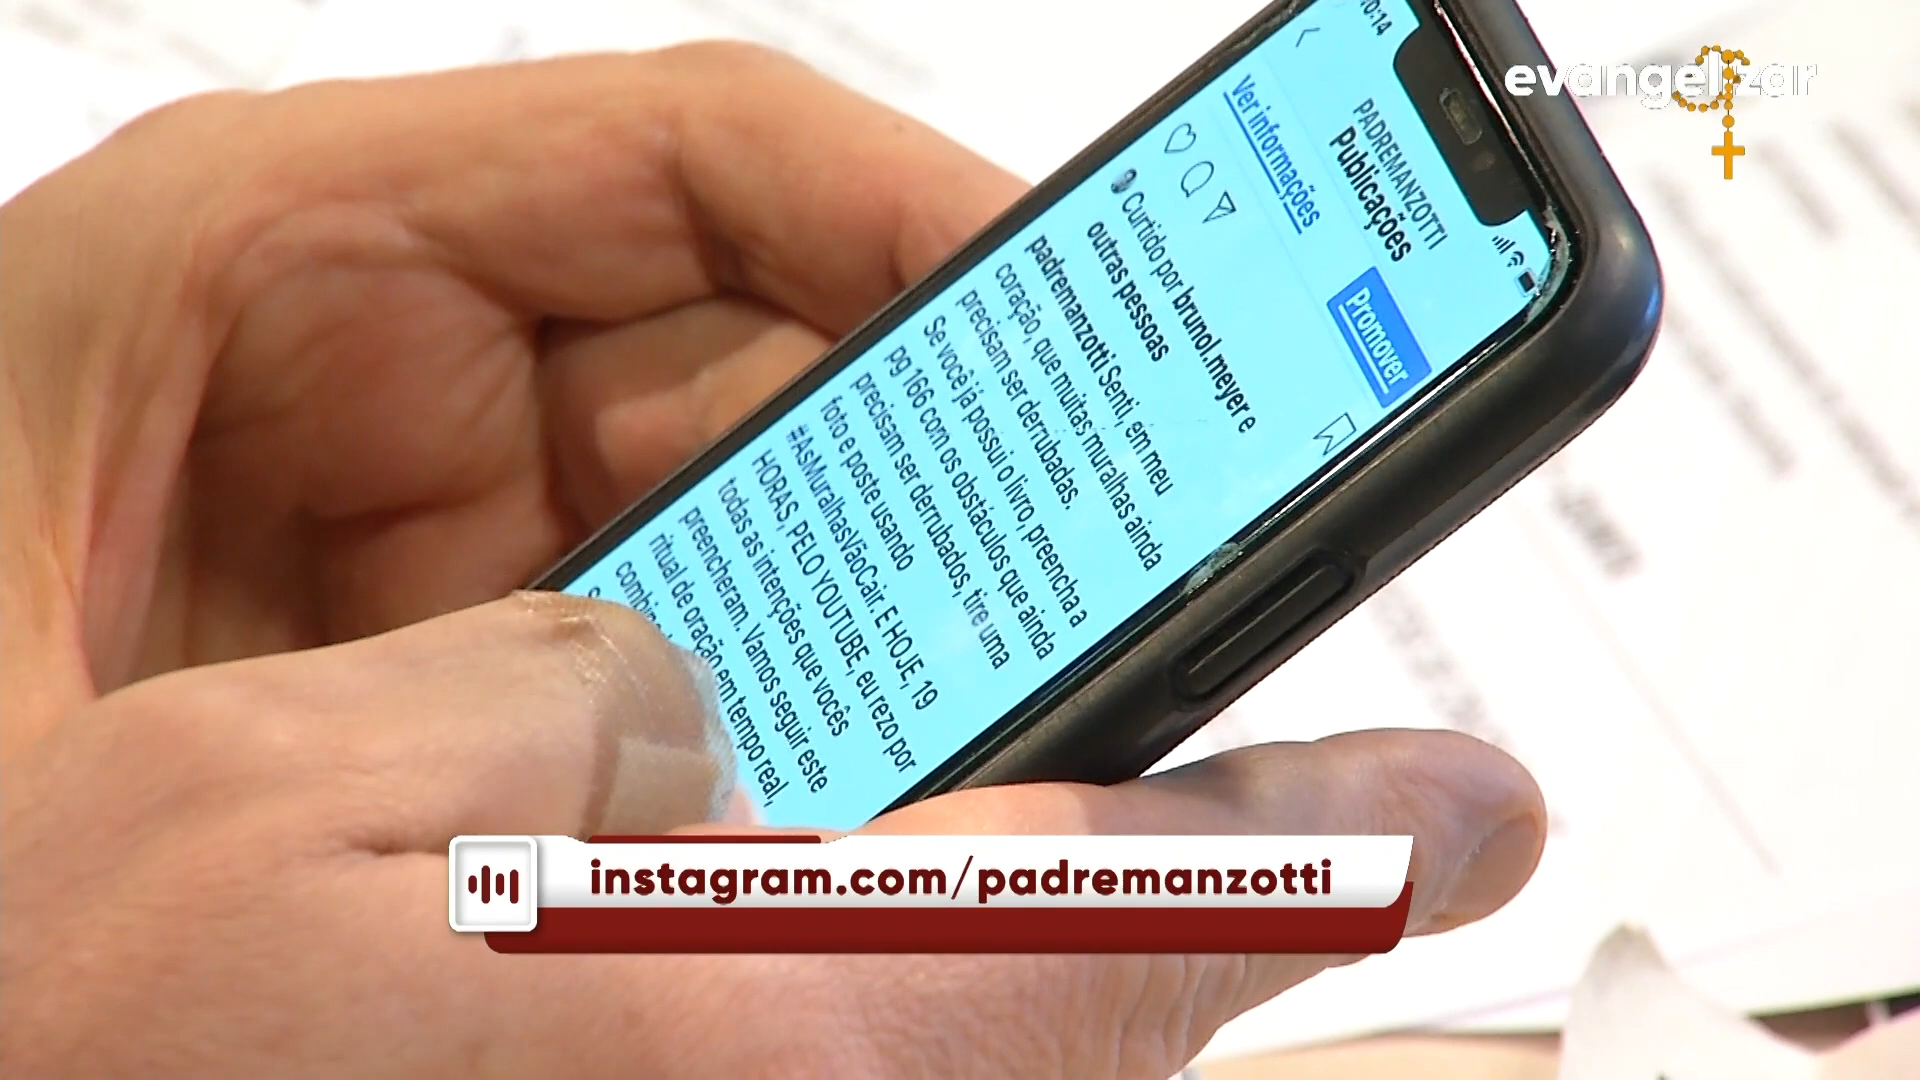 evangelizar
10:14
PADREMANZOTTI
Publicações
Ver informações
Promover
Curtido por brunol.meyer e
outras pessoas
padremanzotti Senti, em meu
coração, que muitas muralhas ainda
precisam ser derrubadas.
Se você já possui o livro, preencha a
pg 166 com os obstáculos que ainda
precisam ser derrubados, tire uma
foto e poste usando
#AsMuralhasVãoCair. E HOJE, 19
HORAS, PELO YOUTUBE, eu rezo por
todas as intenções que vocês
preencheram. Vamos seguir este
ritual de oração em tempo real,
instagram.com/padremanzotti